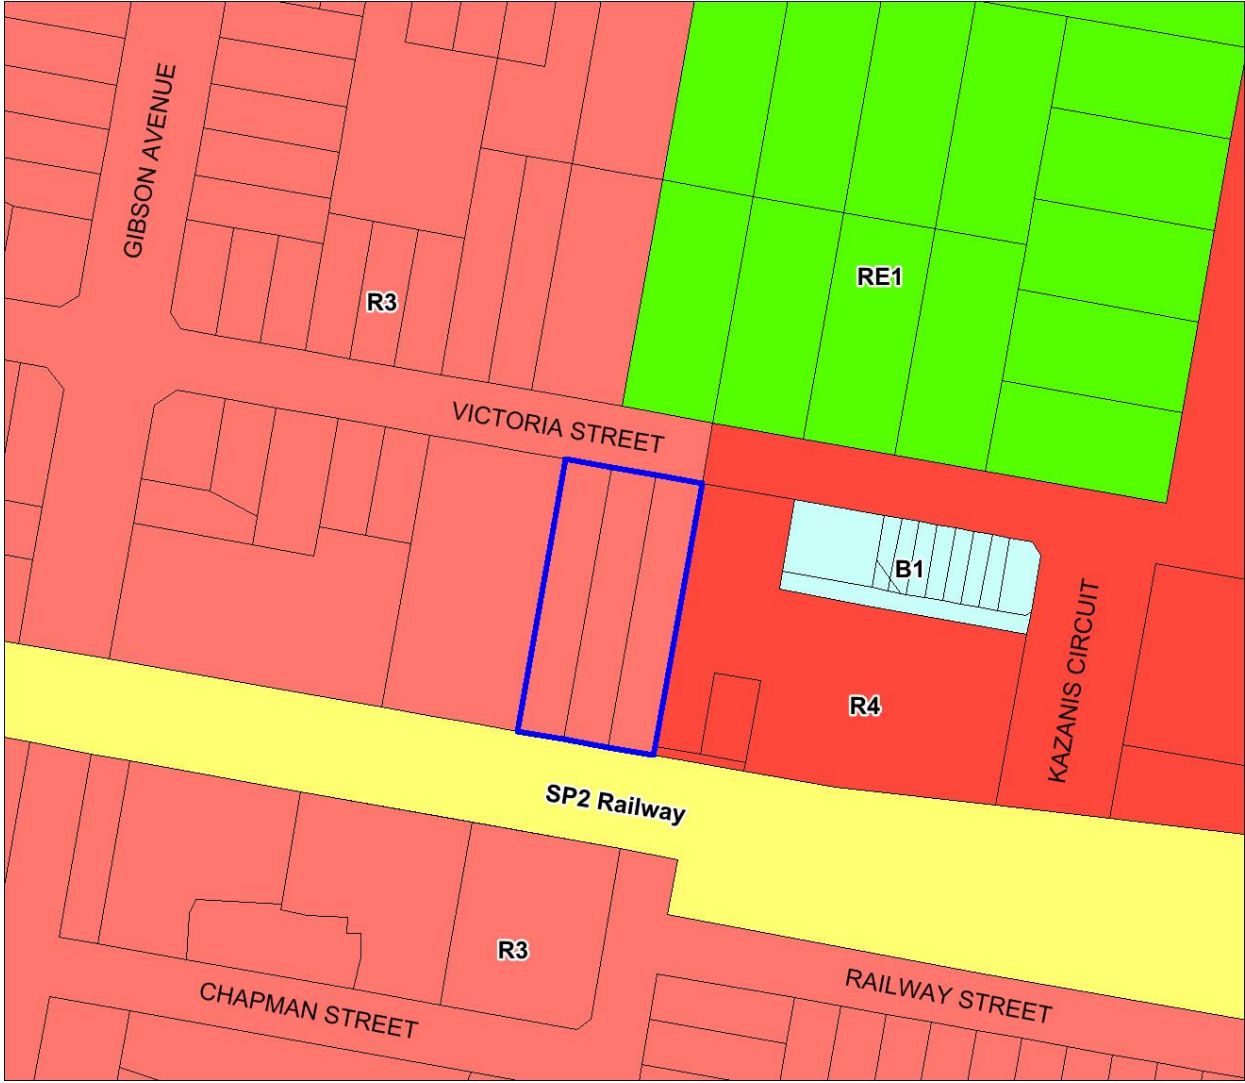 GIBSON AVENUE
RE1
R3
VICTORIA STREET
B1
KAZANIS CIRCUIT
R4
SP2 Railway
R3
RAILWAY STREET
CHAPMAN STREET